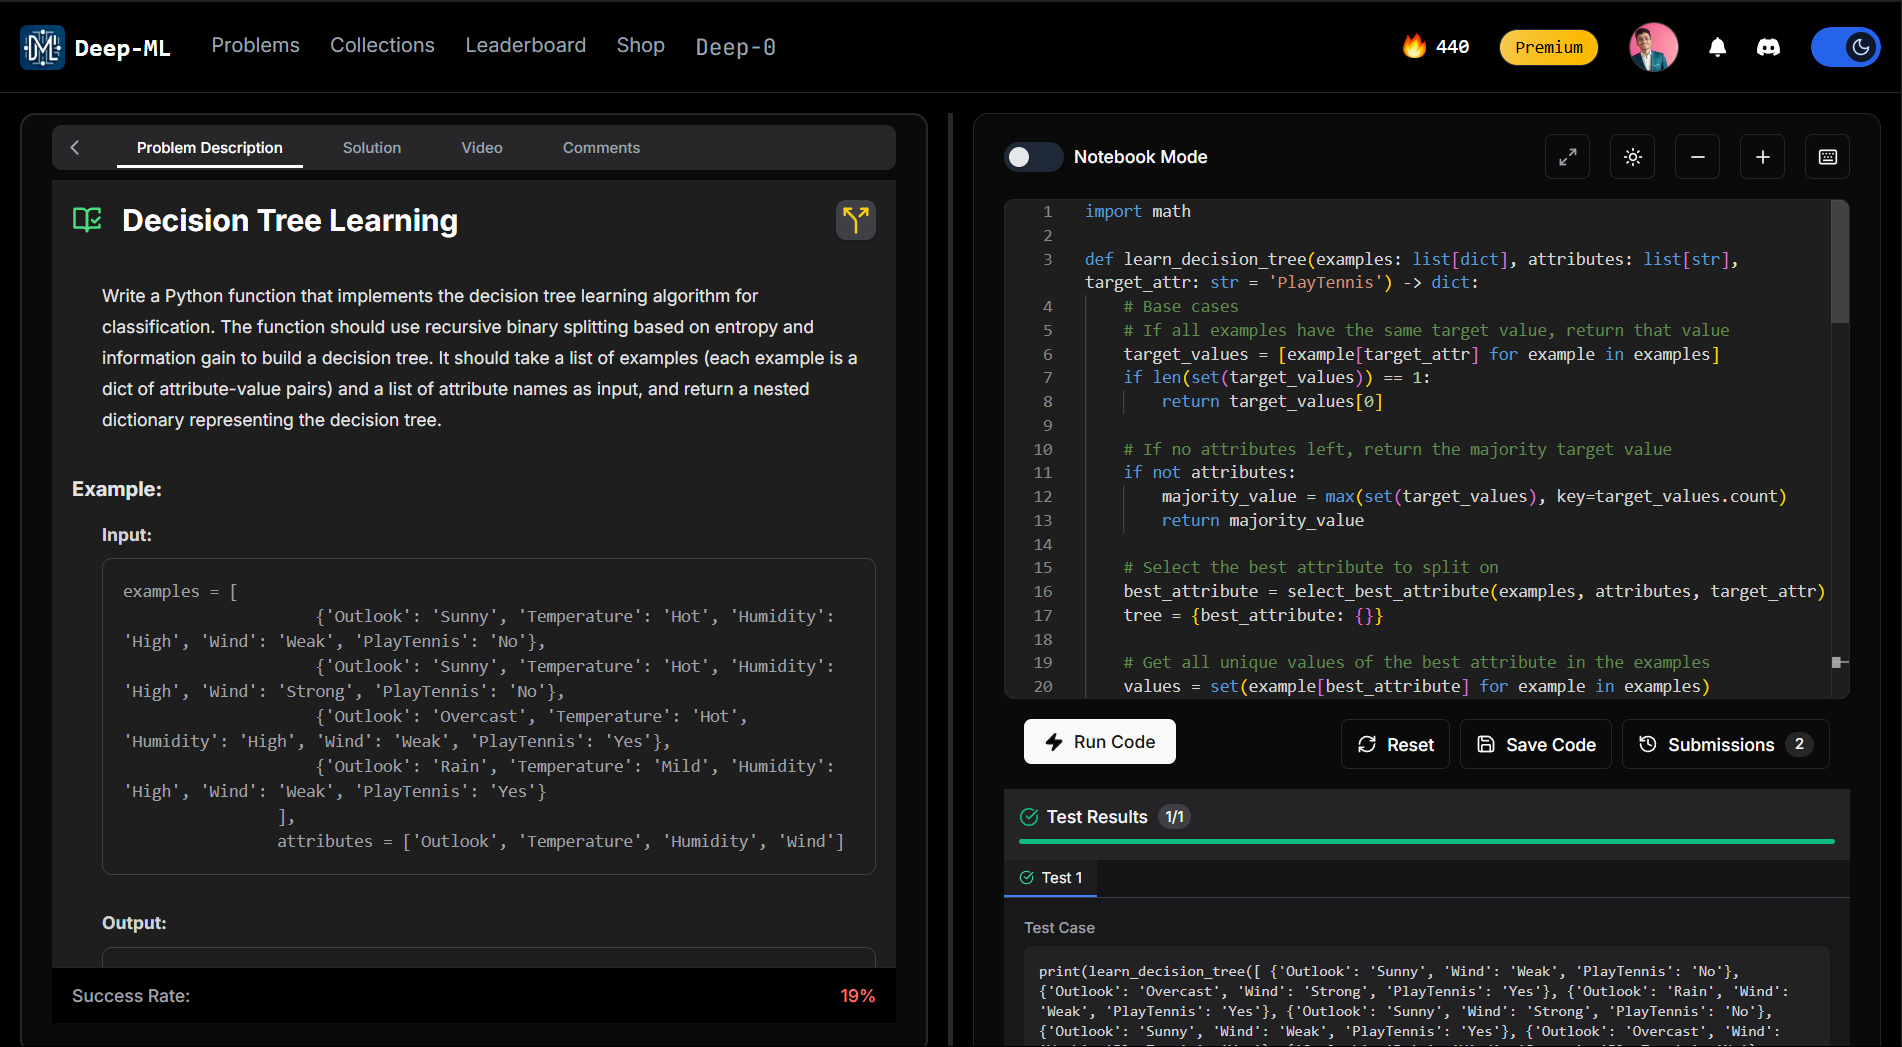 Deep-ML Problems Collections Leaderboard Shop Deep-0 440 Premium
Problem Description Solution Video Comments
Decision Tree Learning
Write a Python function that implements the decision tree learning algorithm for
classification. The function should use recursive binary splitting based on entropy and
information gain to build a decision tree. It should take a list of examples (each example is a
dict of attribute-value pairs) and a list of attribute names as input, and return a nested
dictionary representing the decision tree.
Example:
Input:
examples = [
{'Outlook': 'Sunny', 'Temperature': 'Hot', 'Humidity':
'High', 'Wind': 'Weak', 'PlayTennis': 'No'},
{'Outlook': 'Sunny', 'Temperature': 'Hot', 'Humidity':
'High', 'Wind': 'Strong', 'PlayTennis': 'No'},
{'Outlook': 'Overcast', 'Temperature': 'Hot',
'Humidity': 'High', 'Wind': 'Weak', 'PlayTennis': 'Yes'},
{'Outlook': 'Rain', 'Temperature': 'Mild', 'Humidity':
'High', 'Wind': 'Weak', 'PlayTennis': 'Yes'}
],
attributes = ['Outlook', 'Temperature', 'Humidity', 'Wind']
Output:
Success Rate: 19%
Notebook Mode
1 import math
2
3 def learn_decision_tree(examples: list[dict], attributes: list[str],
target_attr: str = 'PlayTennis') -> dict:
4 # Base cases
5 # If all examples have the same target value, return that value
6 target_values = [example[target_attr] for example in examples]
7 if len(set(target_values)) == 1:
8 return target_values[0]
9
10 # If no attributes left, return the majority target value
11 if not attributes:
12 majority_value = max(set(target_values), key=target_values.count)
13 return majority_value
14
15 # Select the best attribute to split on
16 best_attribute = select_best_attribute(examples, attributes, target_attr)
17 tree = {best_attribute: {}}
18
19 # Get all unique values of the best attribute in the examples
20 values = set(example[best_attribute] for example in examples)
Run Code Reset Save Code Submissions 2
Test Results 1/1
Test 1
Test Case
print(learn_decision_tree([ {'Outlook': 'Sunny', 'Wind': 'Weak', 'PlayTennis': 'No'},
{'Outlook': 'Overcast', 'Wind': 'Strong', 'PlayTennis': 'Yes'}, {'Outlook': 'Rain', 'Wind':
'Weak', 'PlayTennis': 'Yes'}, {'Outlook': 'Sunny', 'Wind': 'Strong', 'PlayTennis': 'No'},
{'Outlook': 'Sunny', 'Wind': 'Weak', 'PlayTennis': 'Yes'}, {'Outlook': 'Overcast', 'Wind':